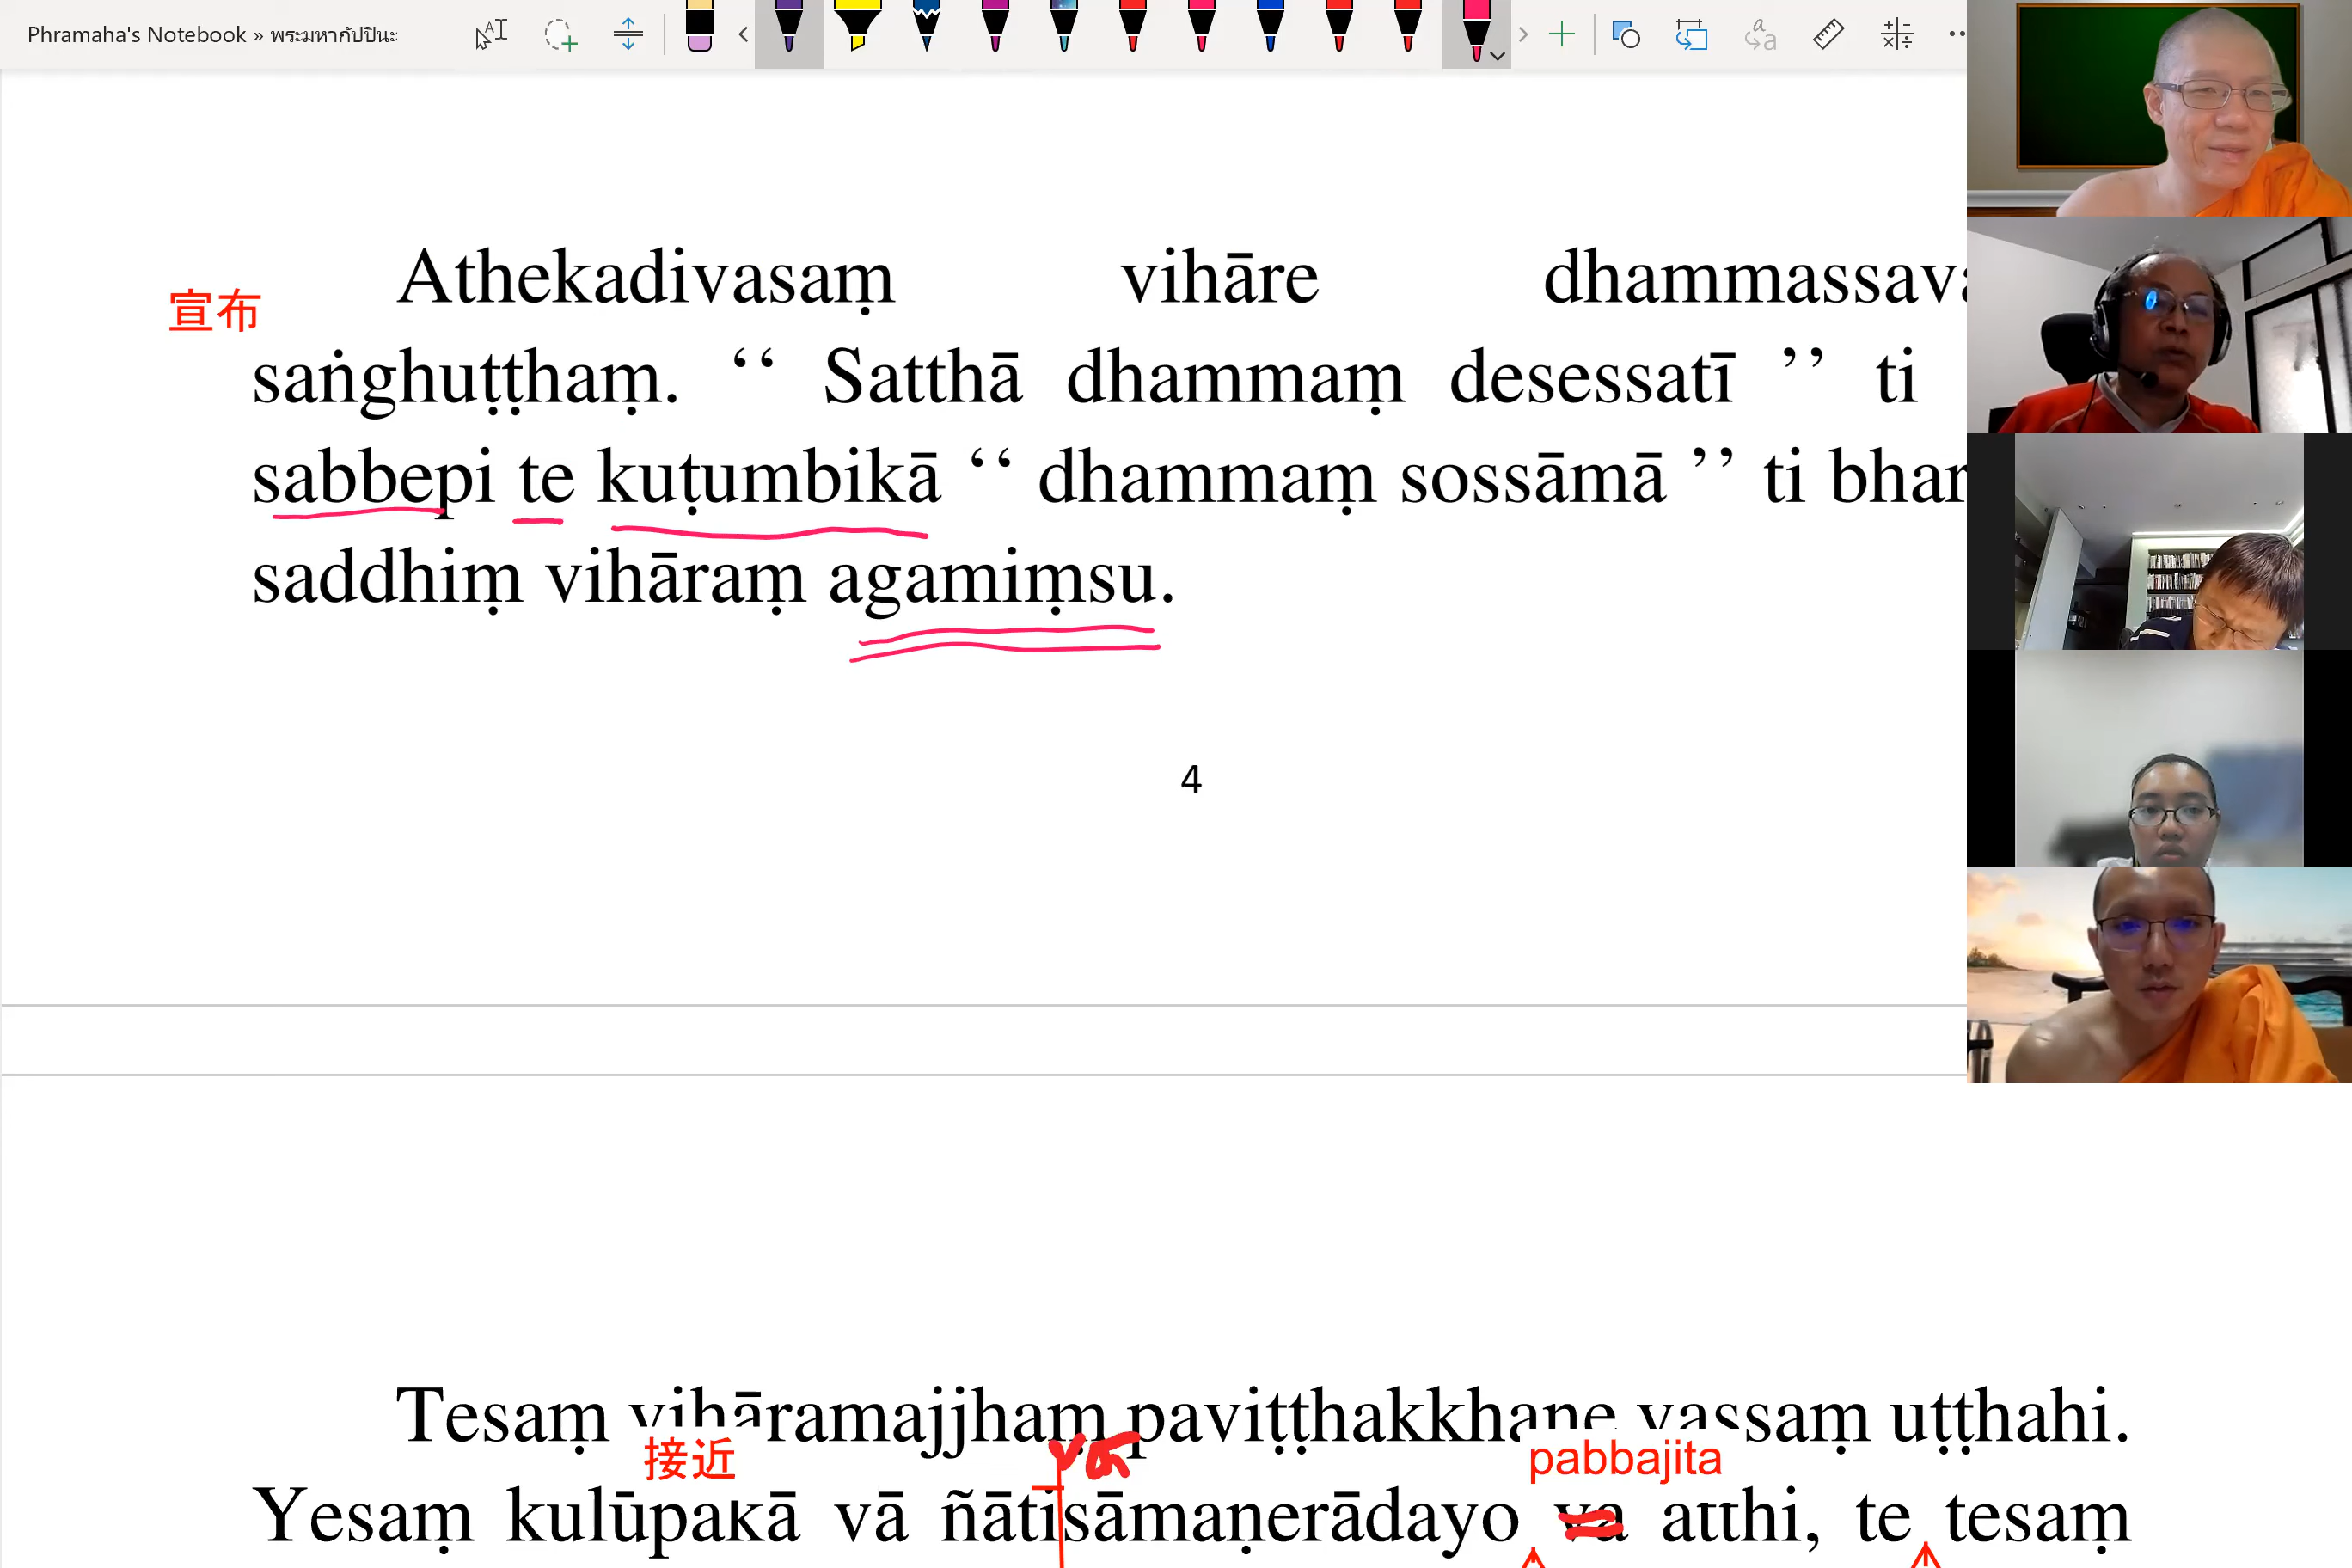 Phramaha's Notebook » พระมหากัปปินะ
Athekadivasaṃ vihāre
宣布
saṅghuṭṭhaṃ. ‘‘ Satthā dhammaṃ desessatī ’’ ti
sabbepi te kuṭumbikā ‘‘ dhammaṃ sossāmā ’’ ti
saddhiṃ vihāraṃ agamiṃsu.
4
Tesaṃ vihāramajjhaṃ paviṭṭhakkhaṇe vassaṃ uṭṭhahi.
接近 pabbajita
Yesaṃ kulūpakā vā ñātisāmaṇerādayo vā atthi, te tesaṃ